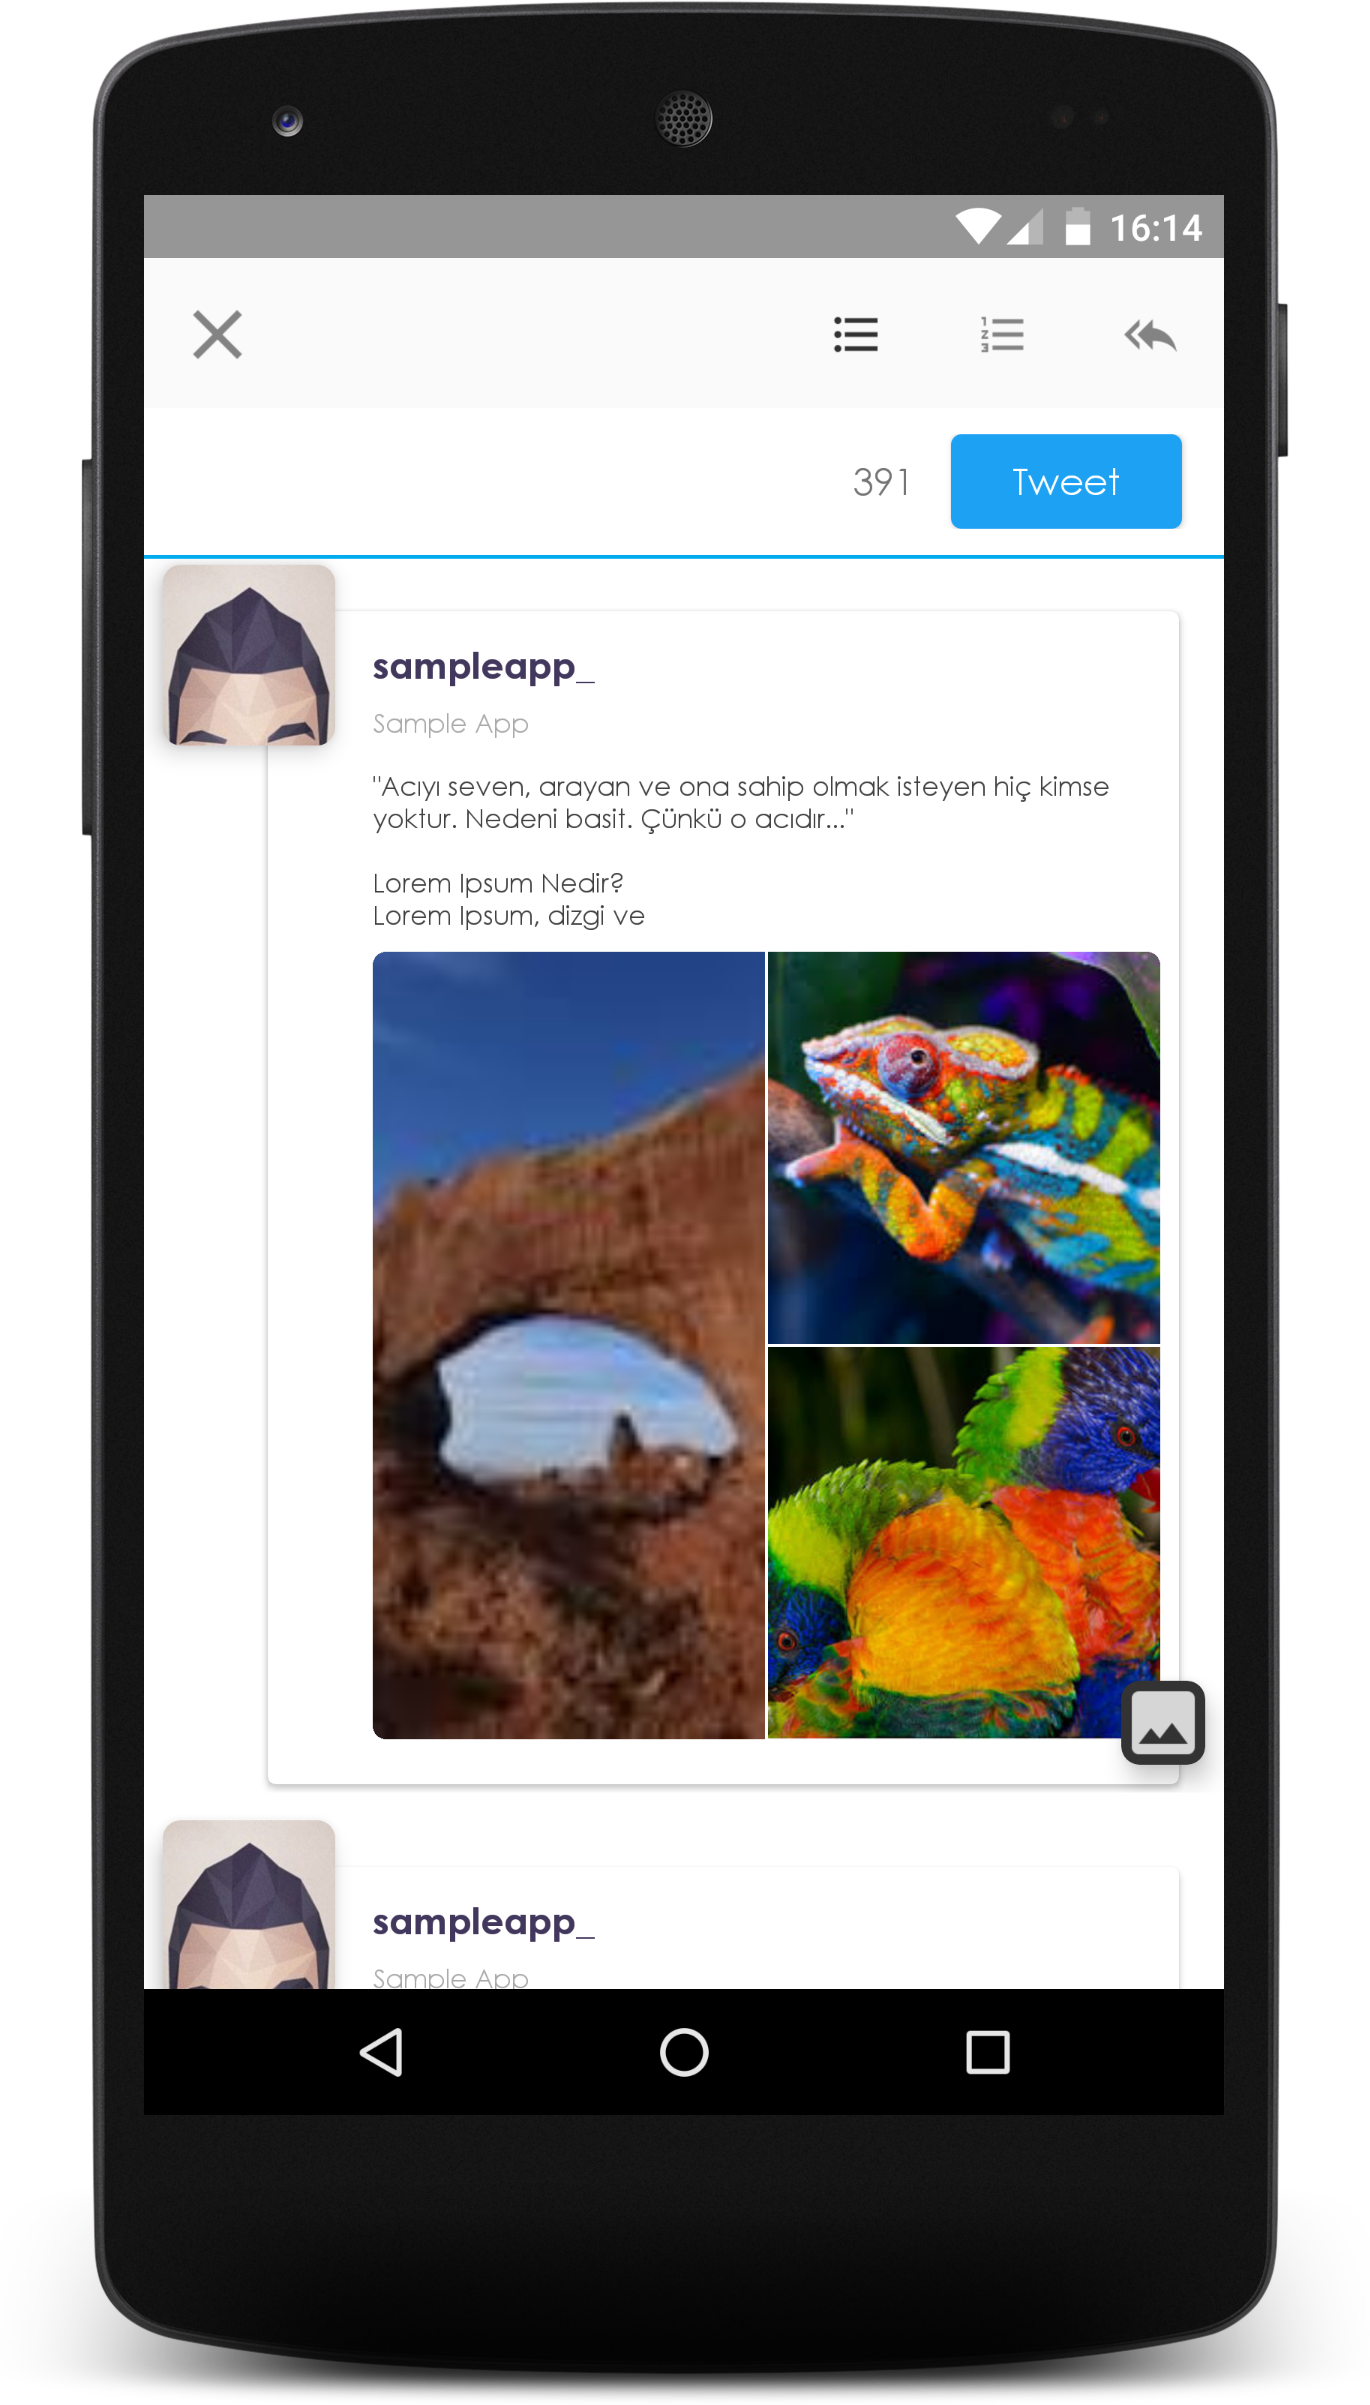 16:14
391
Tweet
sampleapp_
Sample App
"Acıyı seven, arayan ve ona sahip olmak isteyen hiç kimse
yoktur. Nedeni basit. Çünkü o acıdır..."
Lorem Ipsum Nedir?
Lorem Ipsum, dizgi ve
sampleapp_
Sample App